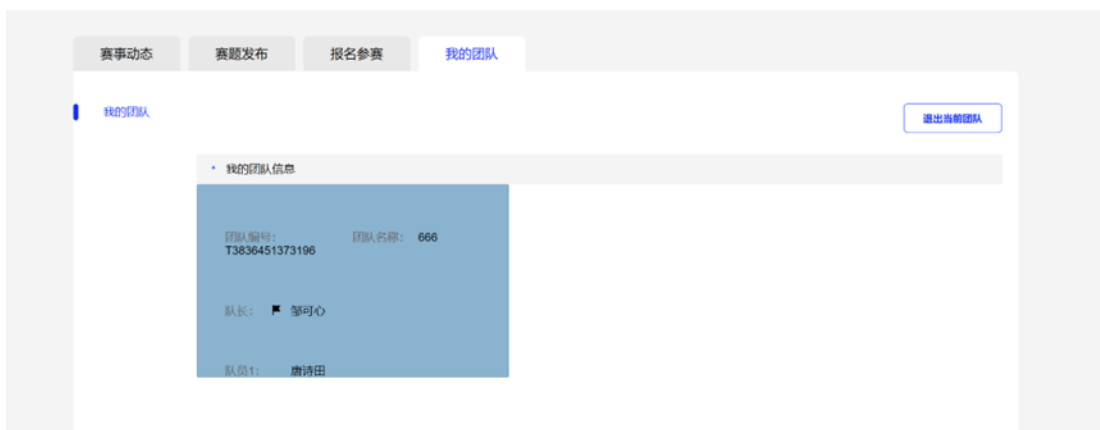 赛事动态 赛题发布 报名参赛 我的团队
我的团队
退出当前团队
我的团队信息
团队编号: 团队名称: 666
T3836451373196
队长: 邹可心
队员1: 唐诗田